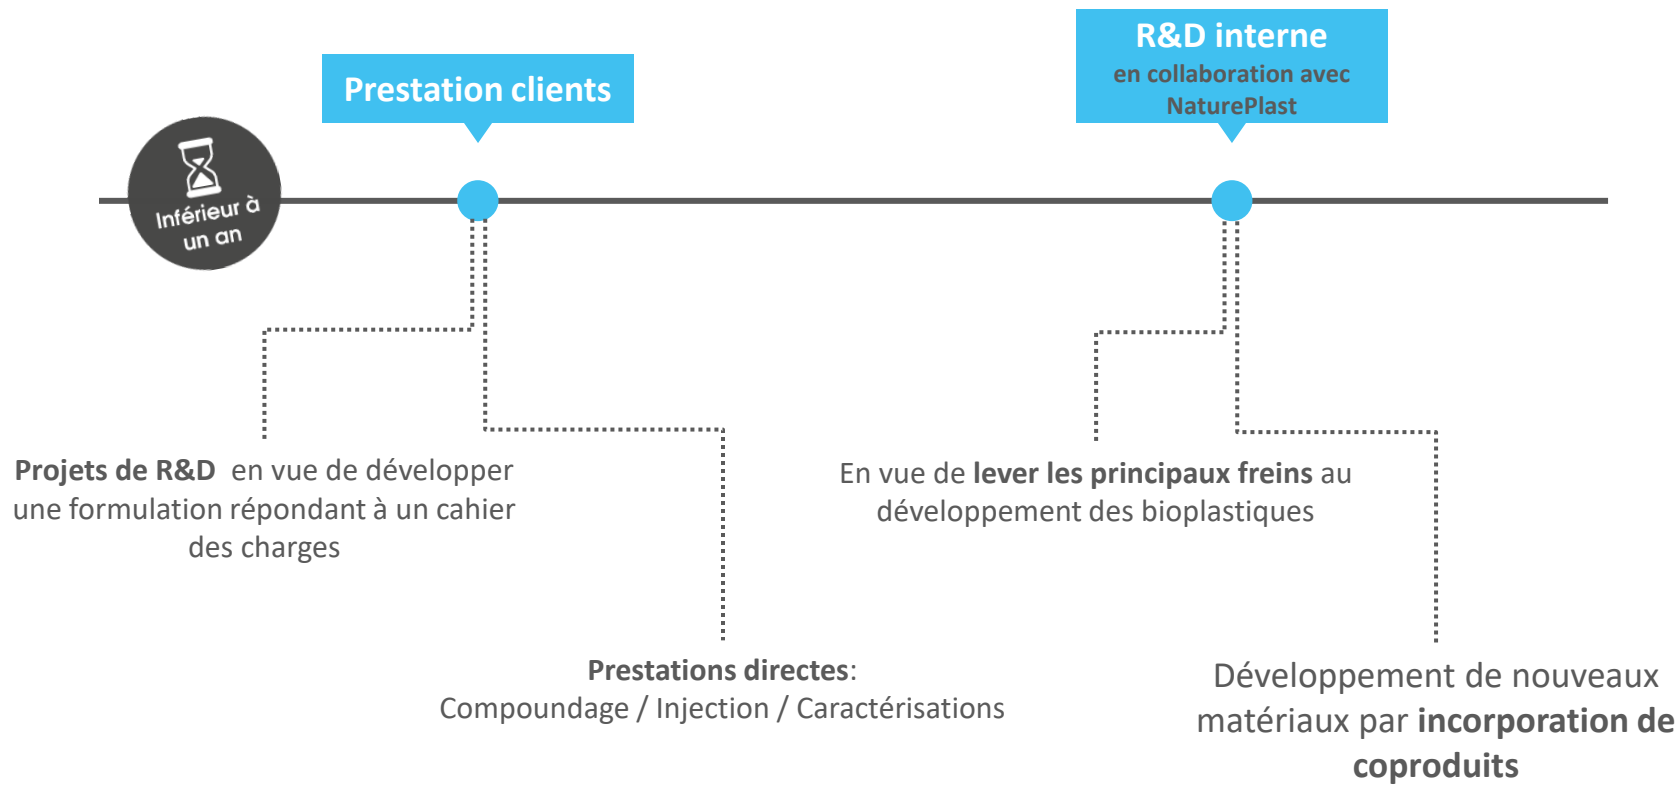 Prestation clients
R&D interne
en collaboration avec
NaturePlast
Inférieur à
un an
Projets de R&D en vue de développer
une formulation répondant à un cahier
des charges
Prestations directes:
Compoundage / Injection / Caractérisations
En vue de lever les principaux freins au
développement des bioplastiques
Développement de nouveaux
matériaux par incorporation de
coproduits